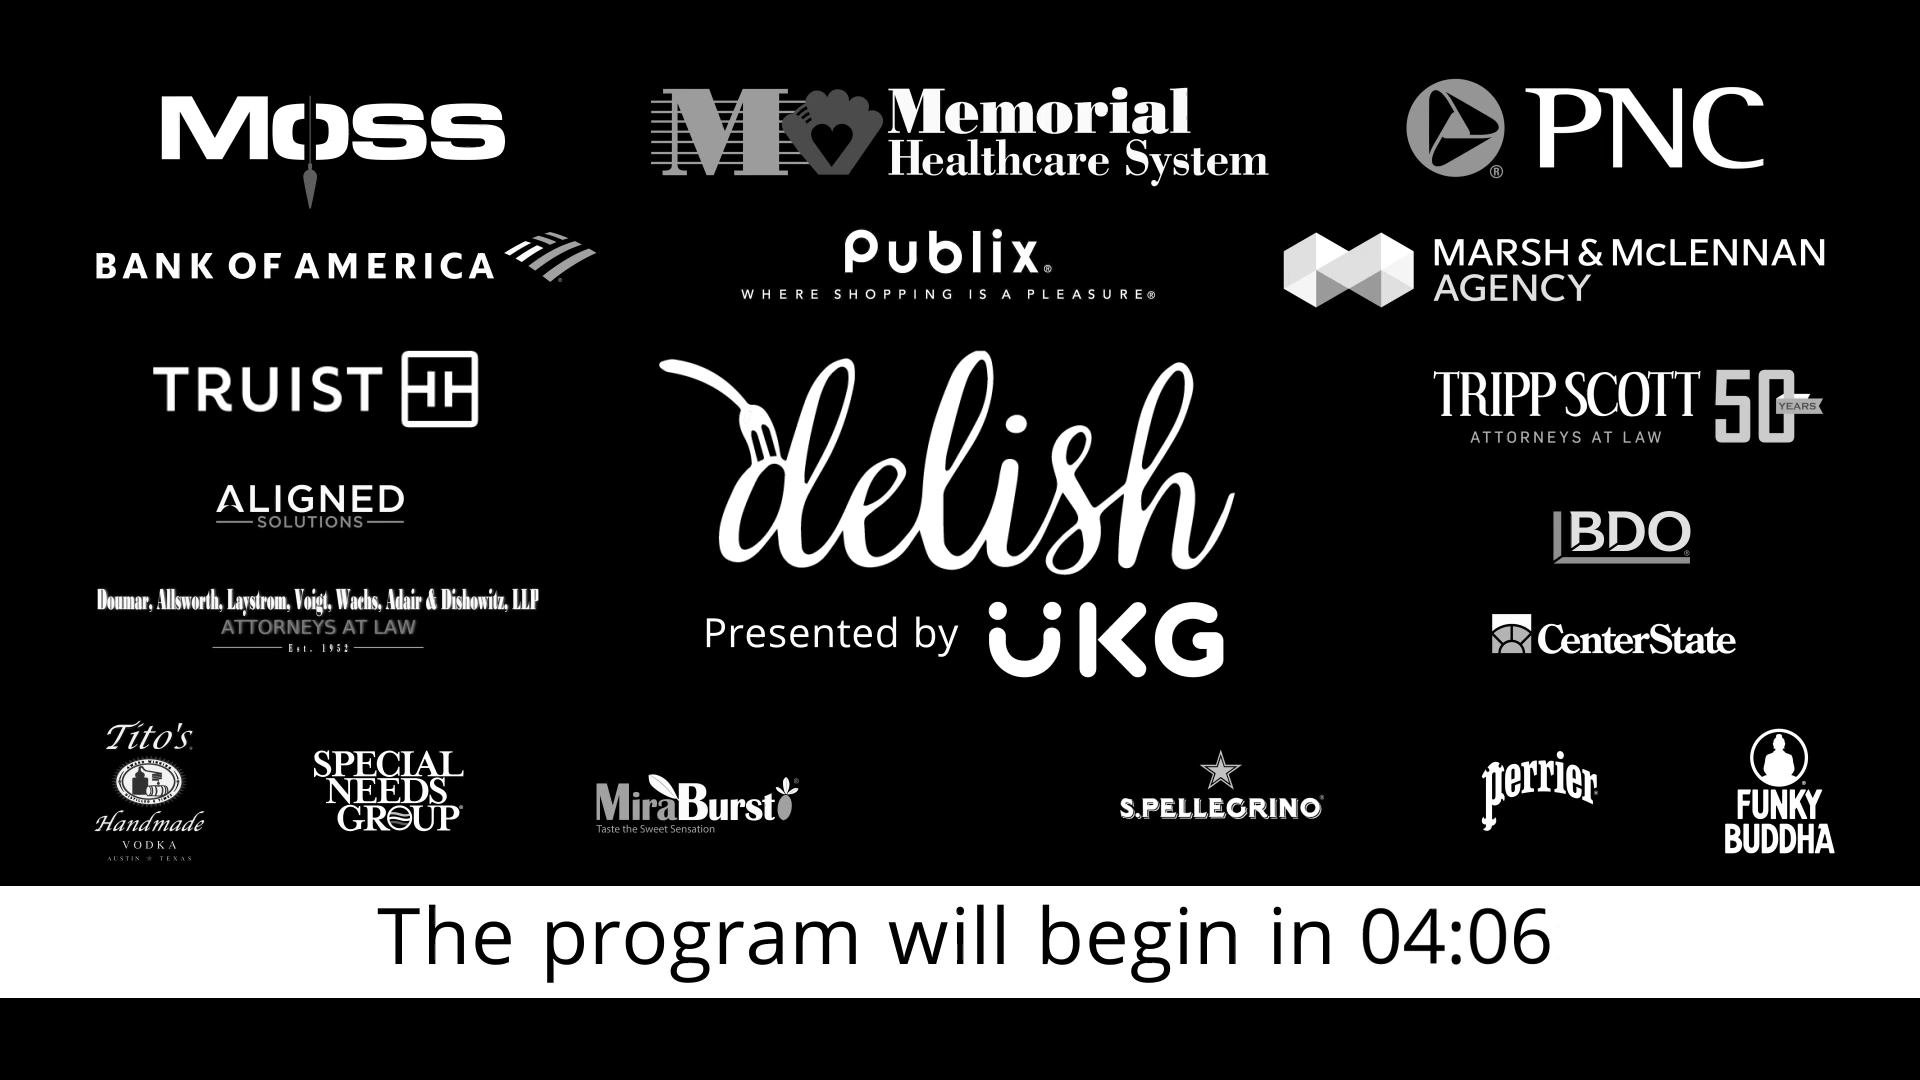 MOSS
M Memorial
Healthcare System
PNC
®
BANK OF AMERICA
Publix®
WHERE SHOPPING IS A PLEASURE®
MARSH & McLENNAN
AGENCY
TRUIST
delish
TRIPP SCOTT 50
YEARS
ATTORNEYS AT LAW
ALIGNED
SOLUTIONS
BDO
Doumar, Allsworth, Laystrom, Voigt, Wachs, Adair & Dishowitz, LLP
ATTORNEYS AT LAW
Est. 1952
Presented by UKG
CenterState
Tito's
Handmade
VODKA
AUSTIN ★ TEXAS
SPECIAL
NEEDS
GROUP
MiraBurst®
Taste the Sweet Sensation
S.PELLEGRINO®
perrier
FUNKY
BUDDHA
The program will begin in 04:06